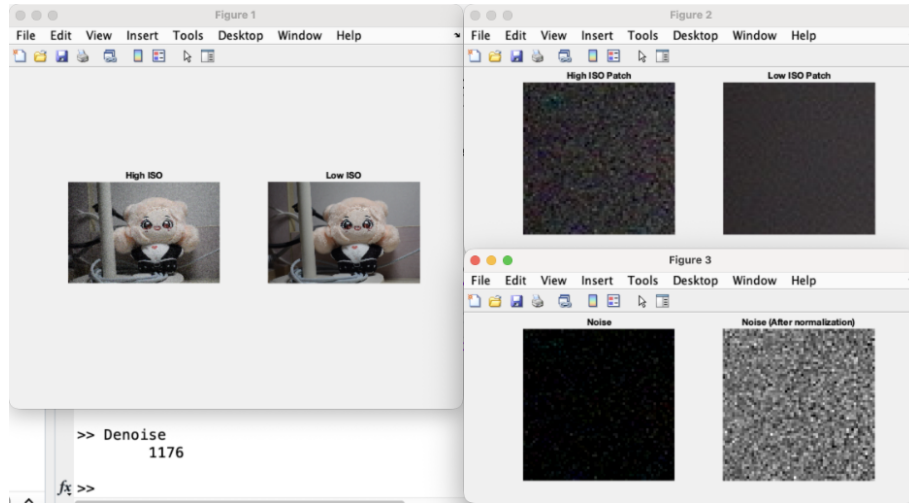 Figure 1
File Edit View Insert Tools Desktop Window Help
High ISO
Low ISO
Figure 2
File Edit View Insert Tools Desktop Window Help
High ISO Patch
Low ISO Patch
Figure 3
File Edit View Insert Tools Desktop Window Help
Noise
Noise (After normalization)
>> Denoise
1176
fx >>